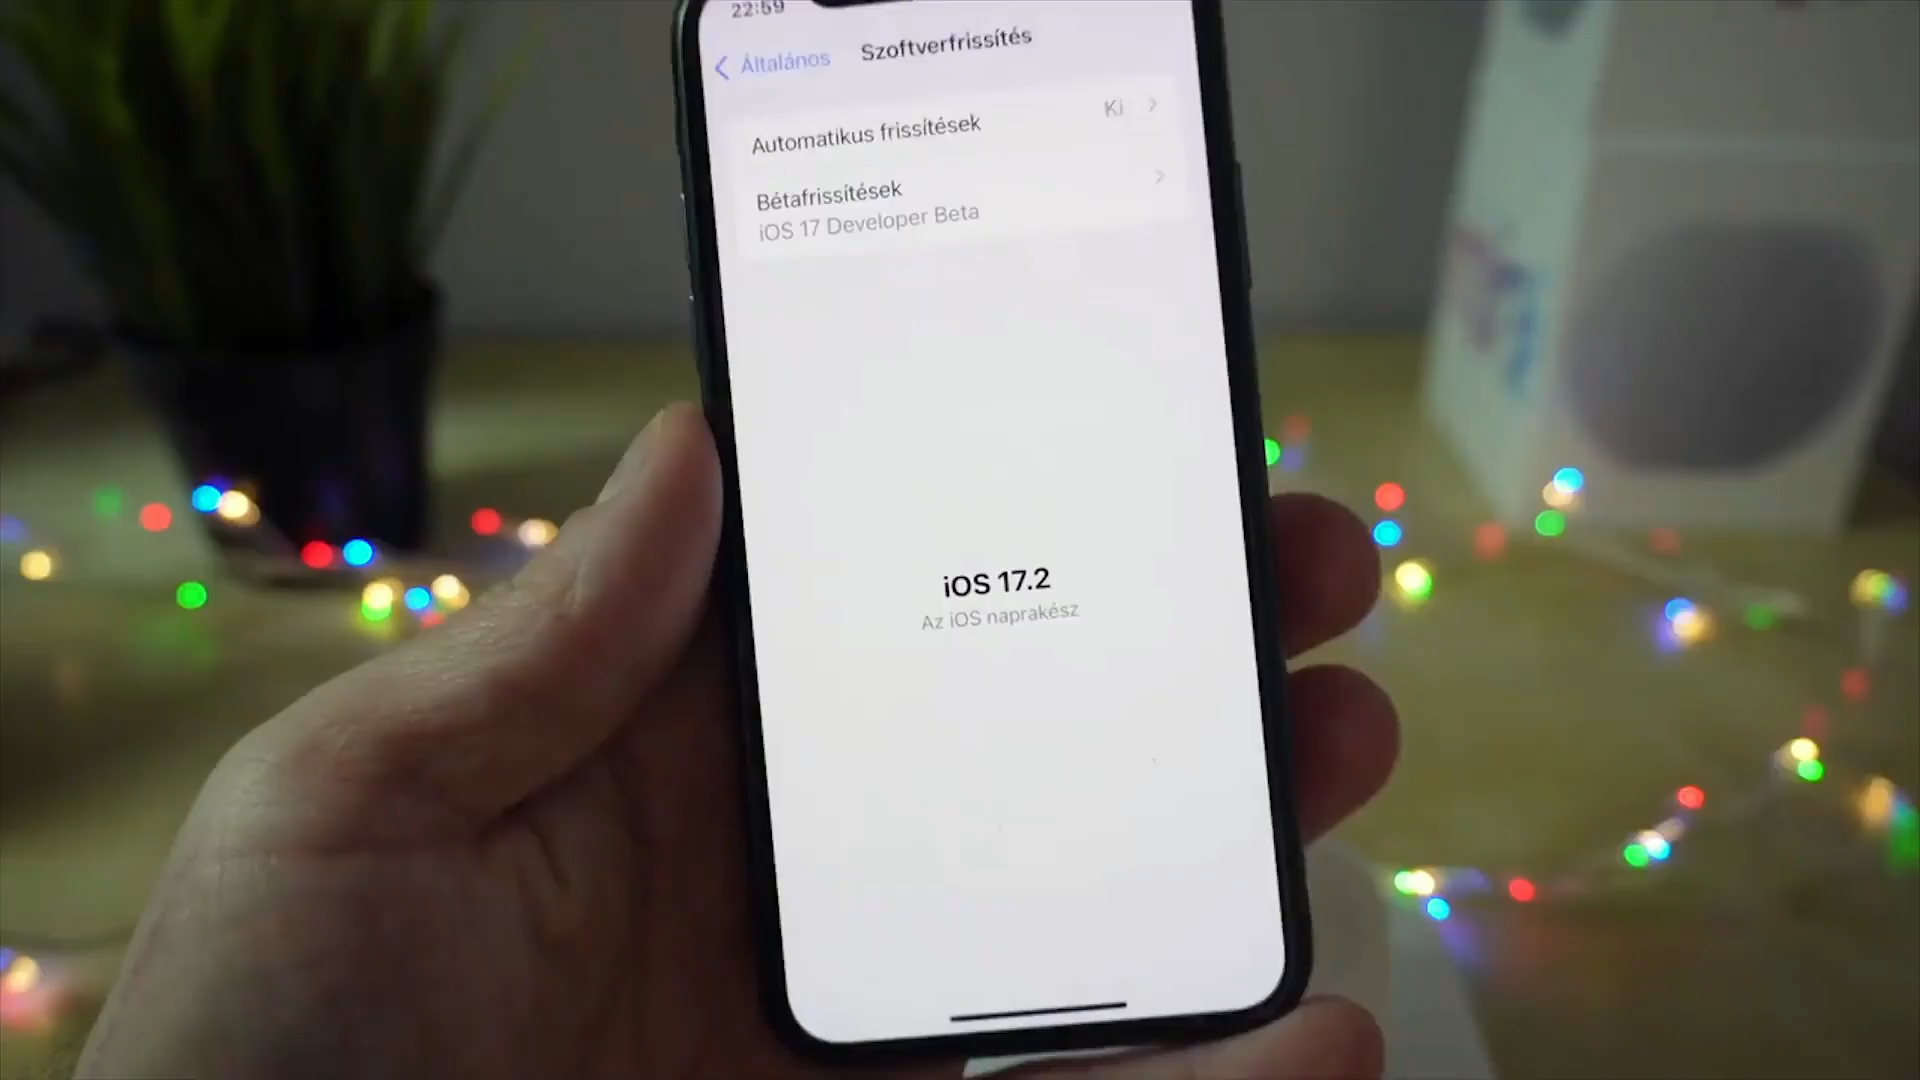 22:59
Általános
Szoftverfrissítés
Automatikus frissítések
Ki
Bétafrissítések
iOS 17 Developer Beta
iOS 17.2
Az iOS naprakész